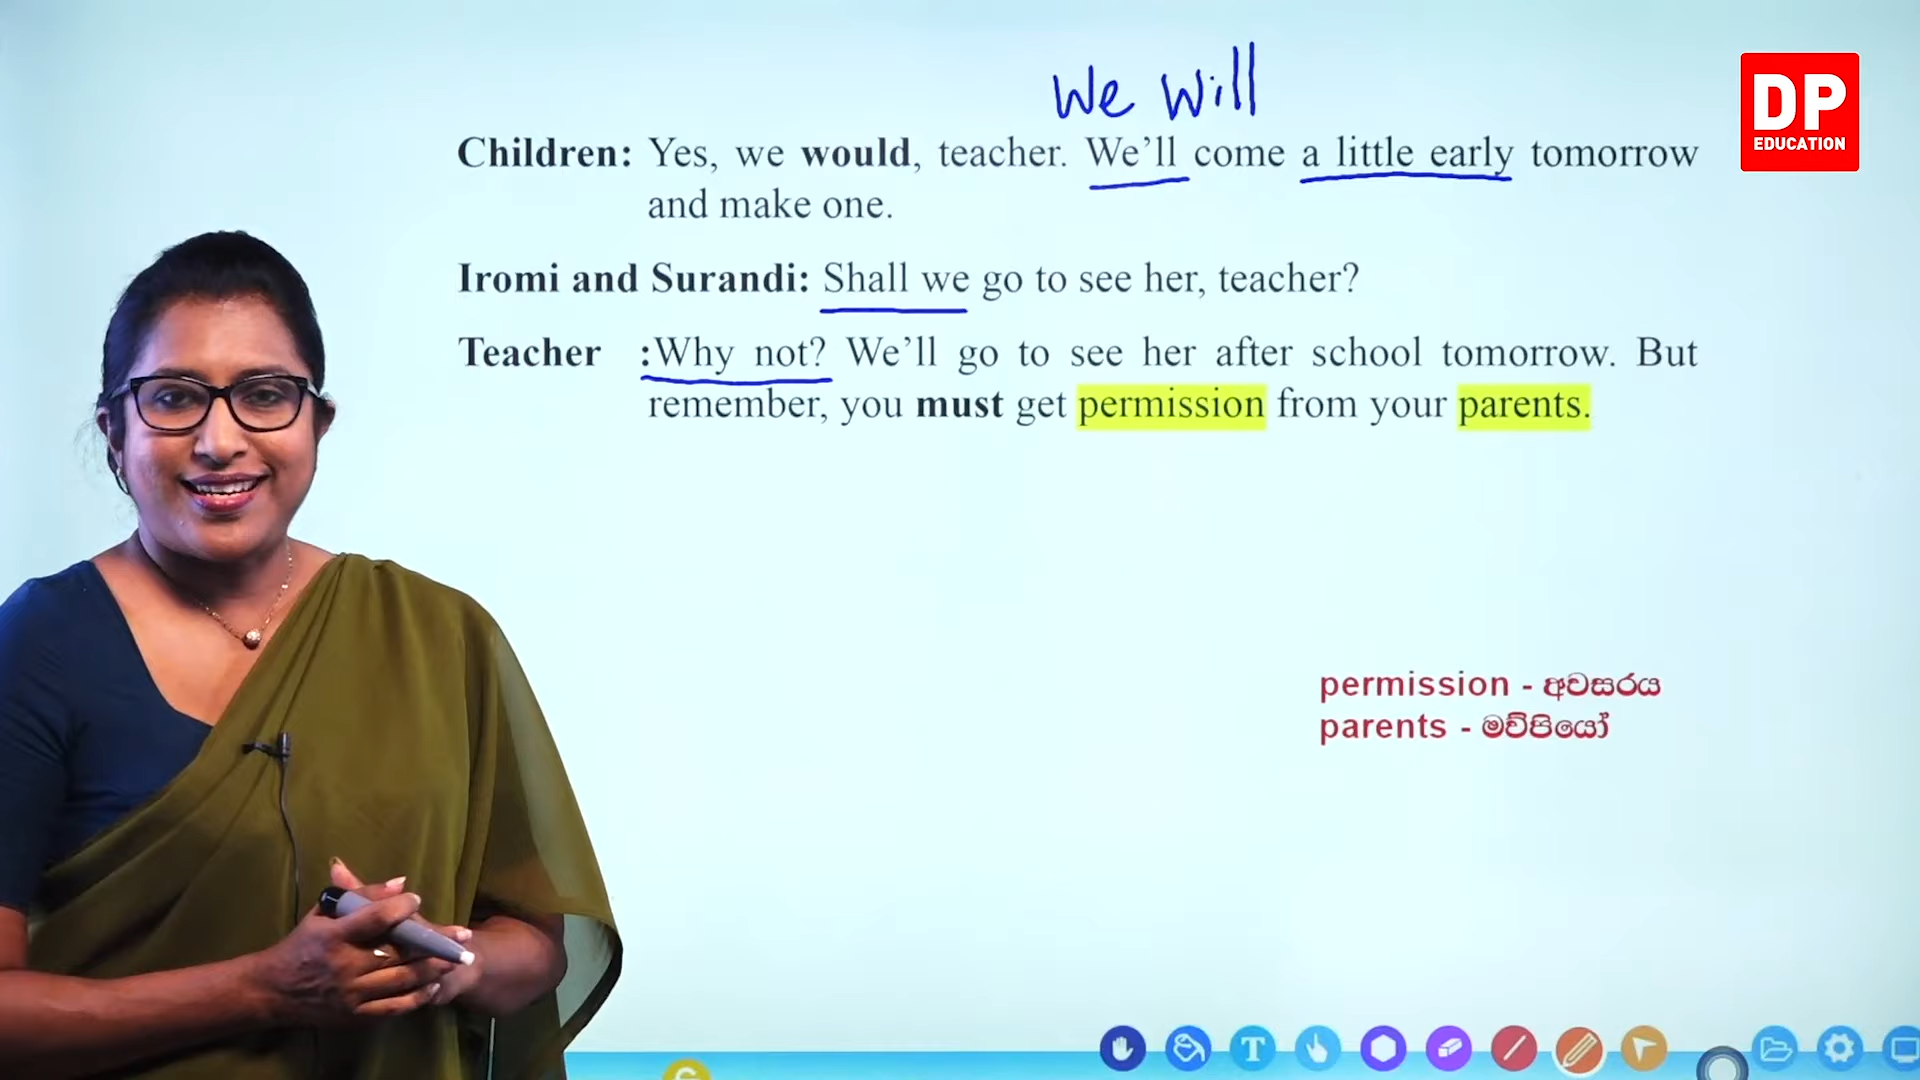 We Will
DP
EDUCATION
Children: Yes, we would, teacher. We'll come a little early tomorrow
and make one.
Iromi and Surandi: Shall we go to see her, teacher?
Teacher :Why not? We'll go to see her after school tomorrow. But
remember, you must get permission from your parents.
permission - අවසරය
parents - මව්පියෝ
T